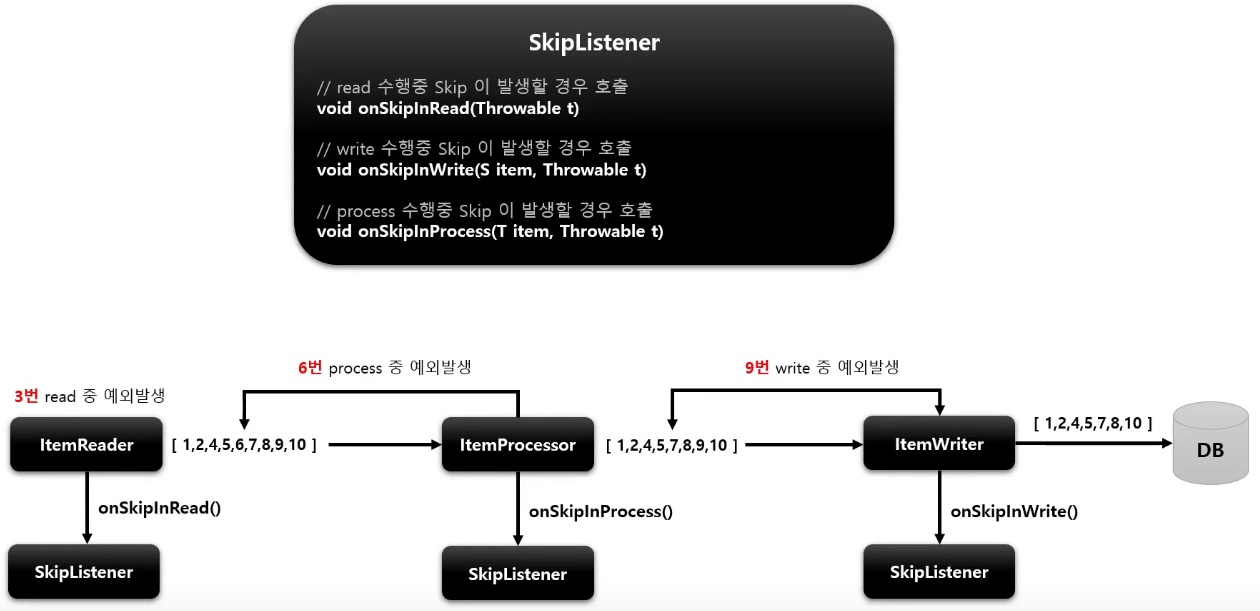 SkipListener
// read 수행중 Skip 이 발생할 경우 호출
void onSkipInRead(Throwable t)
// write 수행중 Skip 이 발생할 경우 호출
void onSkipInWrite(S item, Throwable t)
// process 수행중 Skip 이 발생할 경우 호출
void onSkipInProcess(T item, Throwable t)
3번 read 중 예외발생
6번 process 중 예외발생
9번 write 중 예외발생
ItemReader
[ 1,2,4,5,6,7,8,9,10 ]
ItemProcessor
[ 1,2,4,5,7,8,9,10 ]
ItemWriter
[ 1,2,4,5,7,8,10 ]
DB
onSkipInRead()
onSkipInProcess()
onSkipInWrite()
SkipListener
SkipListener
SkipListener